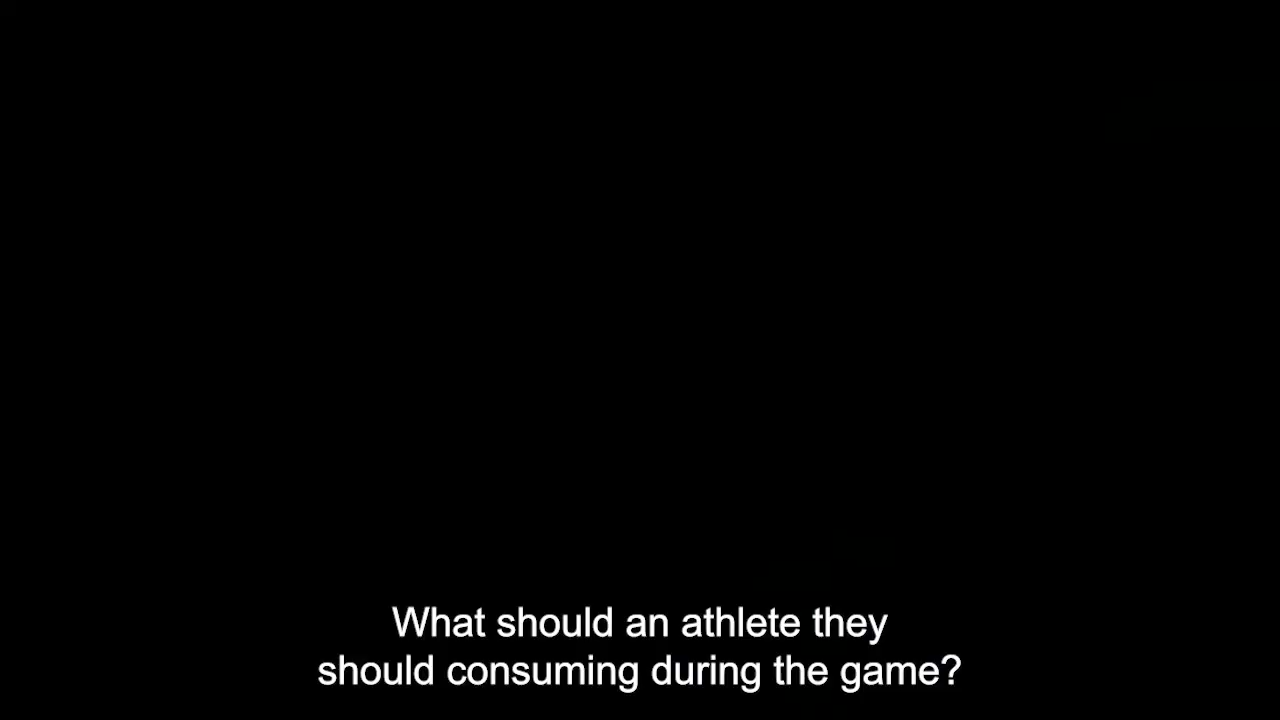 What should an athlete they
should consuming during the game?